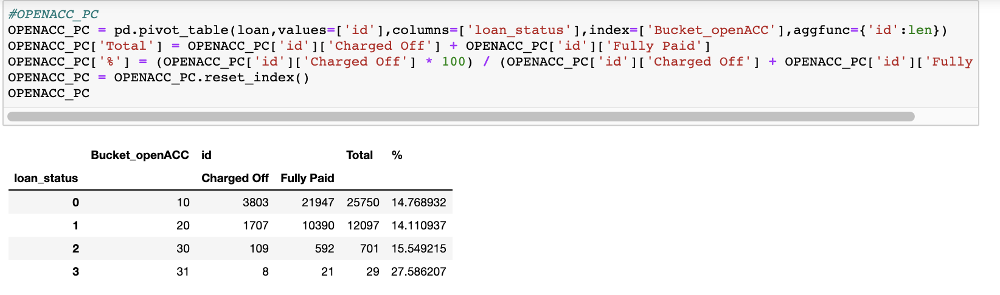 #OPENACC_PC
OPENACC_PC = pd.pivot_table(loan,values=['id'],columns=['loan_status'],index=['Bucket_openACC'],aggfunc={'id':len})
OPENACC_PC['Total'] = OPENACC_PC['id']['Charged Off'] + OPENACC_PC['id']['Fully Paid']
OPENACC_PC['%'] = (OPENACC_PC['id']['Charged Off'] * 100) / (OPENACC_PC['id']['Charged Off'] + OPENACC_PC['id']['Fully
OPENACC_PC = OPENACC_PC.reset_index()
OPENACC_PC
Bucket_openACC id Total %
loan_status Charged Off Fully Paid
0 10 3803 21947 25750 14.768932
1 20 1707 10390 12097 14.110937
2 30 109 592 701 15.549215
3 31 8 21 29 27.586207